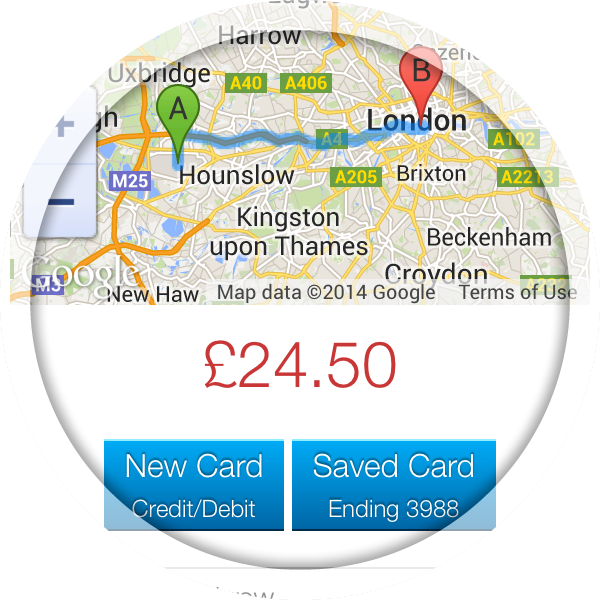 Harrow
Uxbridge
A40
A406
B
A
London
A4
A102
M25
Hounslow
A205
Brixton
A2213
Kingston
upon Thames
Beckenham
Croydon
Google
New Haw
Map data ©2014 Google
Terms of Use
£24.50
New Card
Saved Card
Credit/Debit
Ending 3988